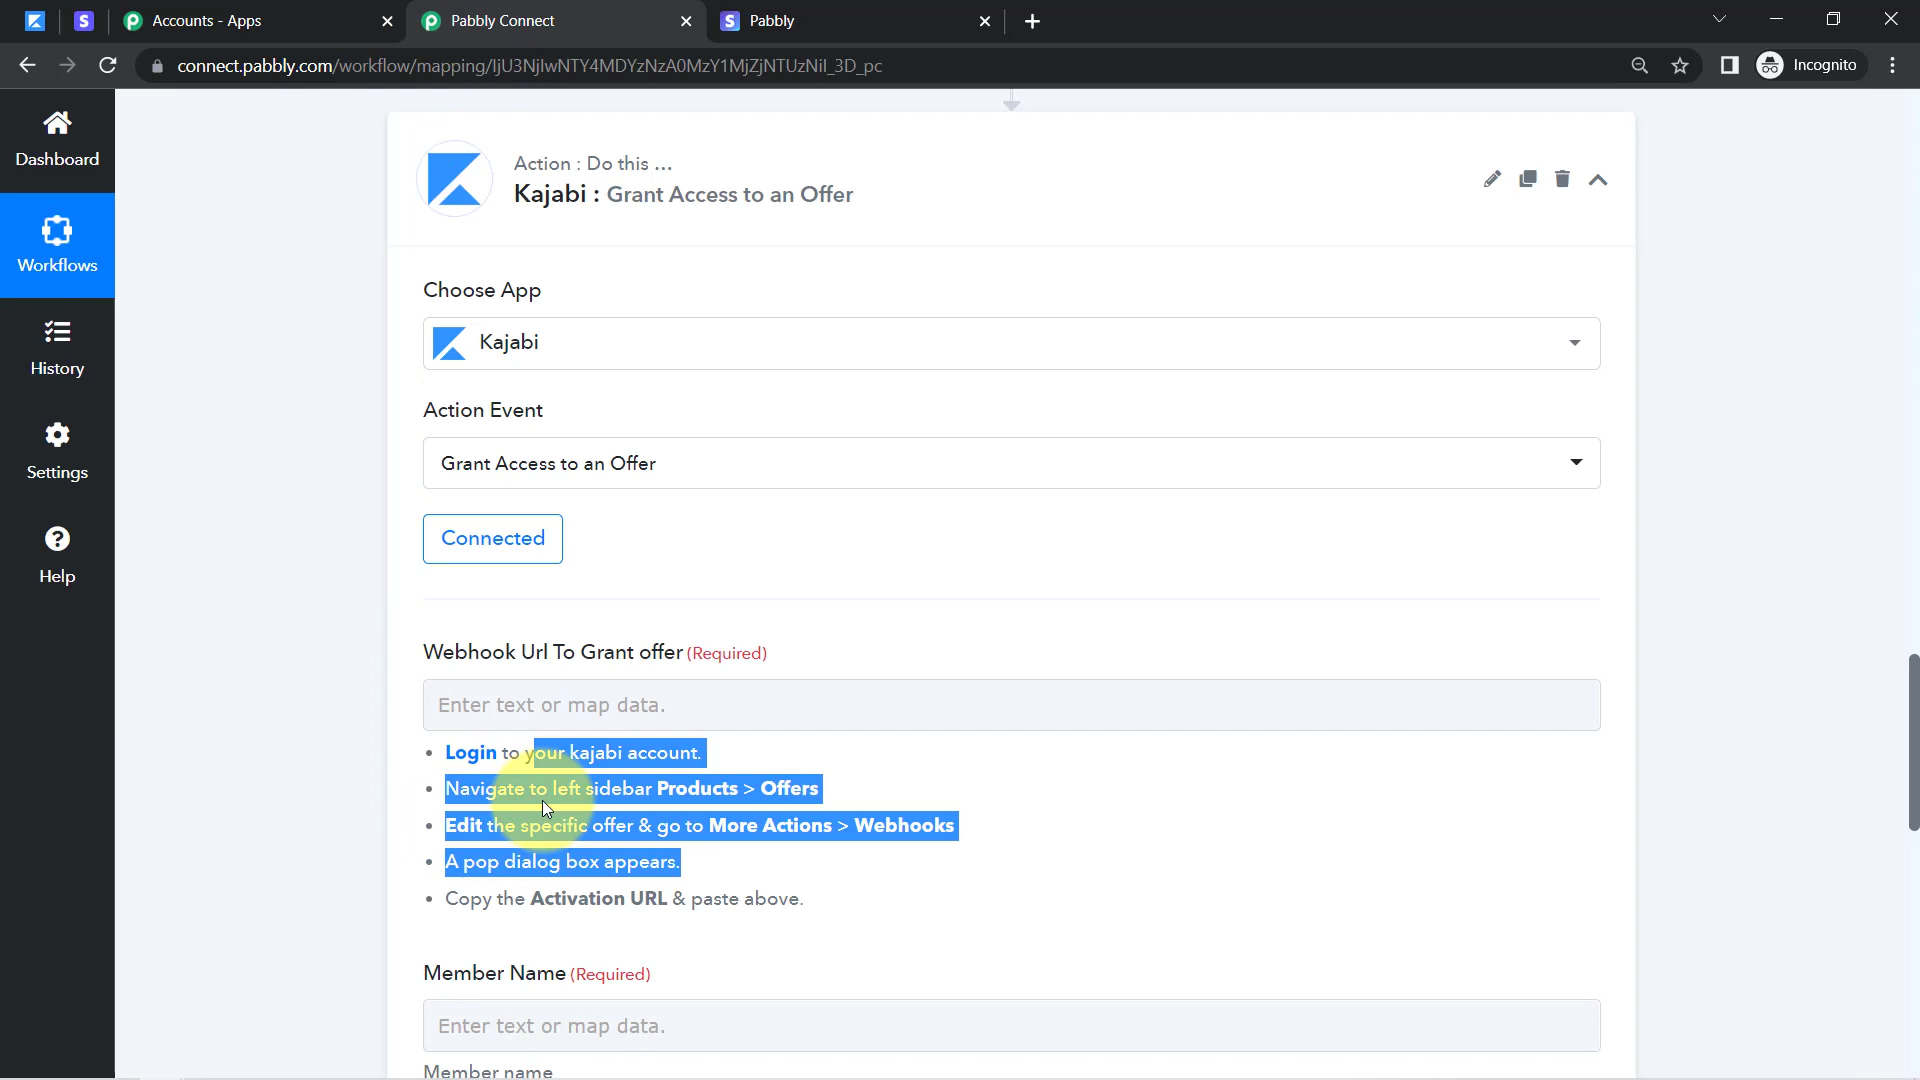 Accounts - Apps
Pabbly Connect
S Pabbly
connect.pabbly.com/workflow/mapping/IjU3NjIwNTY4MDYzNzA0MzY1MjZjNTUzNiI_3D_pc
Incognito
Dashboard
Workflows
History
Settings
Help
Action : Do this ...
Kajabi : Grant Access to an Offer
Choose App
Kajabi
Action Event
Grant Access to an Offer
Connected
Webhook Url To Grant offer (Required)
Enter text or map data.
• Login to your kajabi account.
• Navigate to left sidebar Products > Offers
• Edit the specific offer & go to More Actions > Webhooks
• A pop dialog box appears.
• Copy the Activation URL & paste above.
Member Name (Required)
Enter text or map data.
Member name